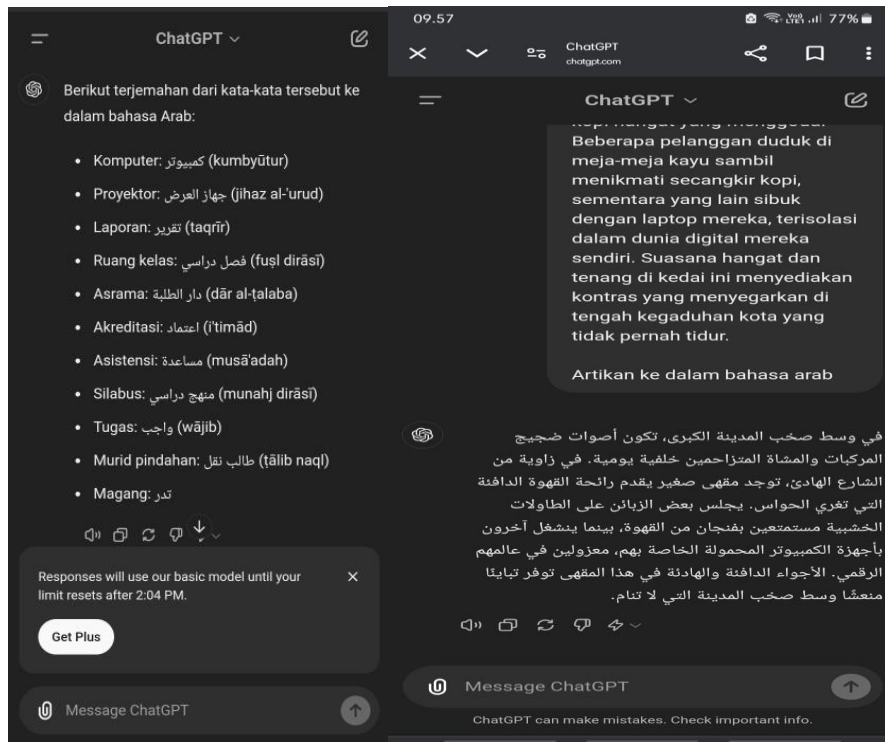 ChatGPT
Berikut terjemahan dari kata-kata tersebut ke
dalam bahasa Arab:
• Komputer: كمبيوتر (kumbyūtur)
• Proyektor: جهاز العرض (jihaz al-'urud)
• Laporan: تقرير (taqrīr)
• Ruang kelas: فصل دراسي (fuṣl dirāsī)
• Asrama: دار الطلبة (dār al-ṭalaba)
• Akreditasi: اعتماد (i'timād)
• Asistensi: مساعدة (musā'adah)
• Silabus: منهج دراسي (munahj dirāsī)
• Tugas: واجب (wājib)
• Murid pindahan: طالب نقل (ṭālib naql)
• Magang: تدر
Responses will use our basic model until your
limit resets after 2:04 PM.
Get Plus
Message ChatGPT
09.57
77%
ChatGPT
chatgpt.com
ChatGPT
kopi hangat yang menggoda.
Beberapa pelanggan duduk di
meja-meja kayu sambil
menikmati secangkir kopi,
sementara yang lain sibuk
dengan laptop mereka, terisolasi
dalam dunia digital mereka
sendiri. Suasana hangat dan
tenang di kedai ini menyediakan
kontras yang menyegarkan di
tengah kegaduhan kota yang
tidak pernah tidur.
Artikan ke dalam bahasa arab
في وسط صخب المدينة الكبرى، تكون أصوات ضجيج
المركبات والمشاة المتزاحمين خلفية يومية. في زاوية من
الشارع الهادئ، توجد مقهى صغير يقدم رائحة القهوة الدافئة
التي تغري الحواس. يجلس بعض الزبائن على الطاولات
الخشبية مستمتعين بفنجان من القهوة، بينما ينشغل آخرون
بأجهزة الكمبيوتر المحمولة الخاصة بهم، معزولين في عالمهم
الرقمي. الأجواء الدافئة والهادئة في هذا المقهى توفر تباينًا
منعشًا وسط صخب المدينة التي لا تنام.
Message ChatGPT
ChatGPT can make mistakes. Check important info.